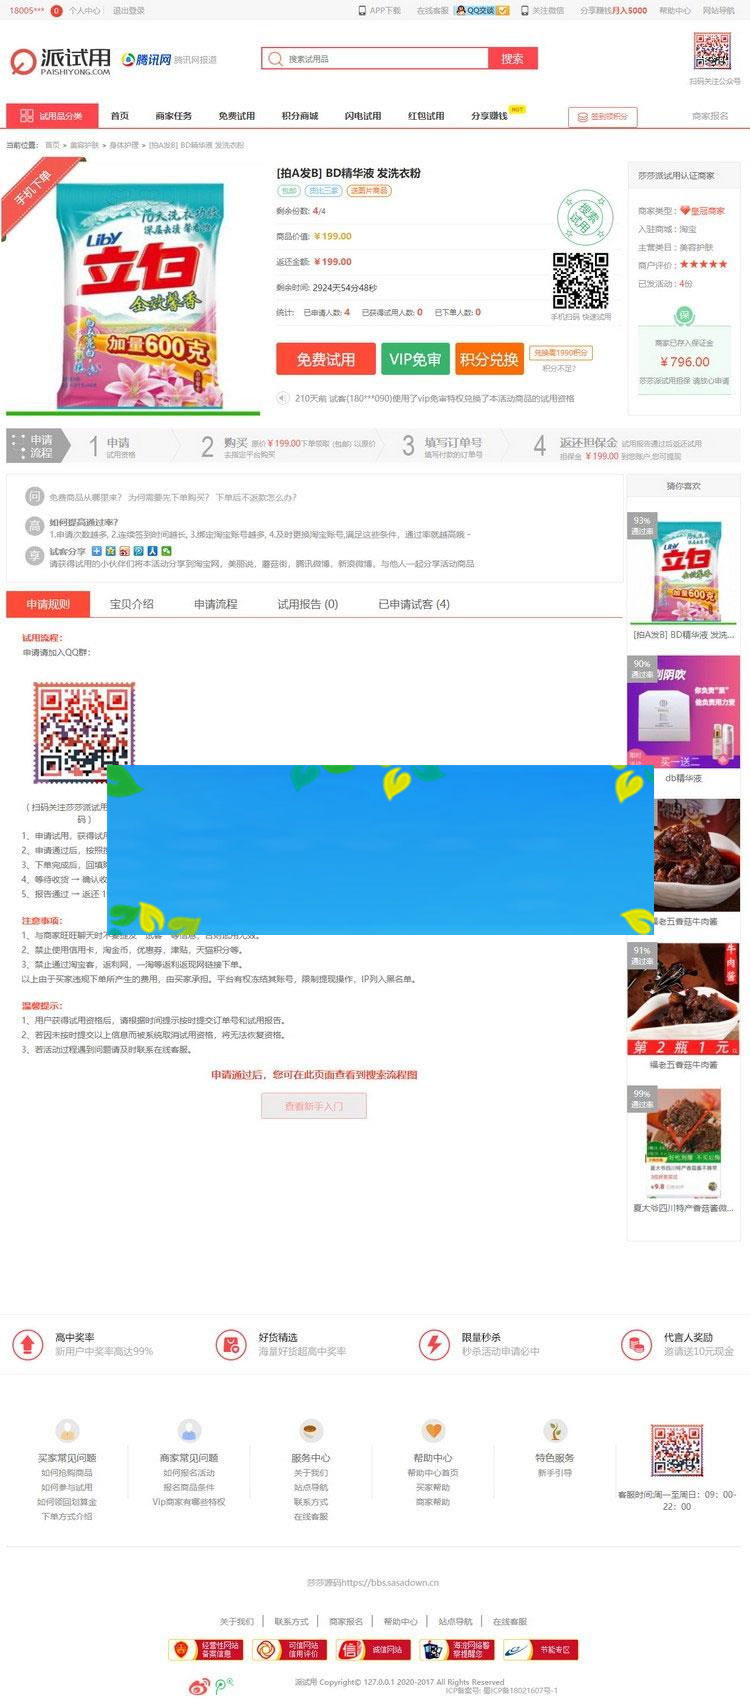 18005*** 0 个人中心 退出登录 APP下载 在线客服 QQ交谈 关注微信 分享赚钱月入5000 帮助中心 网站导航
派试用 PAISHIYONG.COM 腾讯网 腾讯网报道
搜索试用品 搜索
扫码关注公众号
试用品分类 首页 商家任务 免费试用 积分商城 闪电试用 红包试用 分享赚钱 HOT 签到领积分 商家报名
当前位置: 首页 > 美容护肤 > 身体护理 > [拍A发B] BD精华液 发洗衣粉
手机下单
Liby
立白
全效馨香
加量600克
[拍A发B] BD精华液 发洗衣粉
包邮 货比三家 送图片商品
剩余份数: 4/4
商品价值: ￥199.00
返还金额: ￥199.00
剩余时间: 2924天54分48秒
统计: 已申请人数: 4 已获得试用人数: 0 已下单人数: 0
搜索试用
手机扫码 快速试用
免费试用 VIP免审 积分兑换 兑换需1990积分
积分不足?
210天前 试客(180***090)使用了vip免审特权兑换了本活动商品的试用资格
莎莎派试用认证商家
商家类型: 皇冠商家
入驻商城: 淘宝
主营类目: 美容护肤
商户评价: ★★★★★
已发活动: 4份
保
商家已存入保证金
￥796.00
莎莎派试用担保 请放心申请
申请流程
1 申请 试用资格
2 购买 原价￥199.00下单领取 (包邮) 以原价去指定平台购买
3 填写订单号 填写付款的订单号
4 返还担保金 试用报告通过后返还试用担保金 ￥199.00 到您账户,您可提现
问 免费商品从哪里来? 为何需要先下单购买? 下单后不返款怎么办?
高 如何提高通过率?
1.申请次数越多, 2.连续签到时间越长, 3.绑定淘宝账号越多, 4.及时更换淘宝账号,满足这些条件，通过率就越高哦~
享 试客分享
请获得试用的小伙伴们将本活动分享到淘宝网，美丽说，蘑菇街，腾讯微博，新浪微博，与他人一起分享活动商品
申请规则 宝贝介绍 申请流程 试用报告 (0) 已申请试客 (4)
试用流程:
申请请加入QQ群:
( 扫码关注莎莎派试用
码 )
1、申请试用，获得试用
2、申请通过后，按照
3、下单完成后，回填
4、等待收货 → 确认收
5、报告通过 → 返还
注意事项:
2、禁止使用信用卡，淘金币，优惠券，津贴，天猫积分等。
3、禁止通过淘宝客，返利网，一淘等返利返现网链接下单。
以上由于买家违规下单所产生的费用，由买家承担。平台有权冻结其账号，限制提现操作，IP列入黑名单。
温馨提示:
1、用户获得试用资格后，请根据时间提示按时提交订单号和试用报告。
2、若因未按时提交以上信息而被系统取消试用资格，将无法恢复资格。
3、若活动过程遇到问题请及时联系在线客服。
申请通过后，您可在此页面查看到搜索流程图
查看新手入门
猜你喜欢
93% 通过率
[拍A发B] BD精华液 发洗...
90% 通过率
你负责"蔡"
他负责用力爱
买一送二
db精华液
福老五香菇牛肉酱
91% 通过率
牛肉酱
第2瓶1元
福老五香菇牛肉酱
99% 通过率
夏大爷四川特产香菇酱微...
高中奖率
新用户中奖率高达99%
好货精选
海量好货超高中奖率
限量秒杀
秒杀活动申请必中
代言人奖励
邀请送10元现金
买家常见问题 商家常见问题 服务中心 帮助中心 特色服务
如何抢购商品 如何报名活动 关于我们 帮助中心首页 新手引导
如何参与试用 报名商品条件 站点导航 买家帮助
如何领回划算金 Vip商家有哪些特权 联系方式 商家帮助
下单方式介绍 在线客服
客服时间:周一至周日: 09: 00-22: 00
莎莎源码https://bbs.sasadown.cn
关于我们 | 联系方式 | 商家报名 | 帮助中心 | 站点导航 | 在线客服
经营性网站备案信息 可信网站信用评价 诚信网站 海淀网络警察提醒您 节能专区
派试用 Copyright© 127.0.0.1 2020-2017 All Rights Reserved
ICP备案号: 蜀ICP备18021607号-1